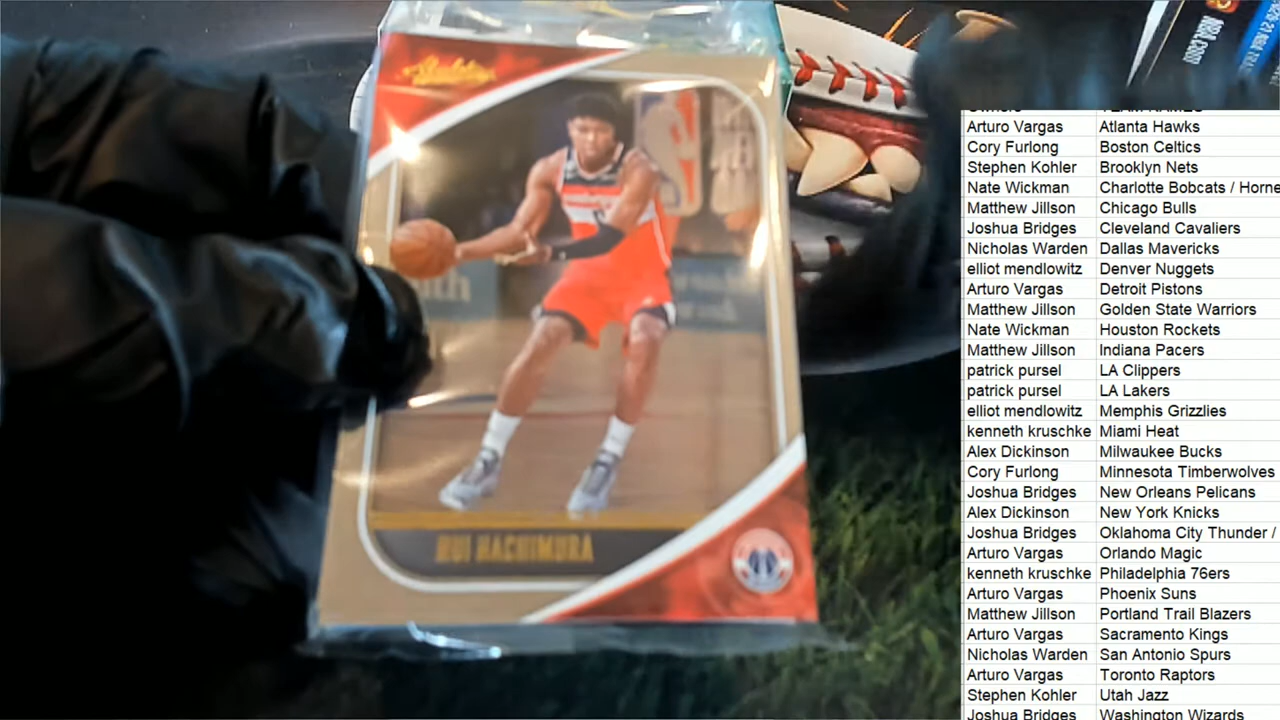 Absolute
RUI HACHIMURA
Arturo Vargas Atlanta Hawks
Cory Furlong Boston Celtics
Stephen Kohler Brooklyn Nets
Nate Wickman Charlotte Bobcats / Horne
Matthew Jillson Chicago Bulls
Joshua Bridges Cleveland Cavaliers
Nicholas Warden Dallas Mavericks
elliot mendlowitz Denver Nuggets
Arturo Vargas Detroit Pistons
Matthew Jillson Golden State Warriors
Nate Wickman Houston Rockets
Matthew Jillson Indiana Pacers
patrick pursel LA Clippers
patrick pursel LA Lakers
elliot mendlowitz Memphis Grizzlies
kenneth kruschke Miami Heat
Alex Dickinson Milwaukee Bucks
Cory Furlong Minnesota Timberwolves
Joshua Bridges New Orleans Pelicans
Alex Dickinson New York Knicks
Joshua Bridges Oklahoma City Thunder /
Arturo Vargas Orlando Magic
kenneth kruschke Philadelphia 76ers
Arturo Vargas Phoenix Suns
Matthew Jillson Portland Trail Blazers
Arturo Vargas Sacramento Kings
Nicholas Warden San Antonio Spurs
Arturo Vargas Toronto Raptors
Stephen Kohler Utah Jazz
Joshua Bridges Washington Wizards